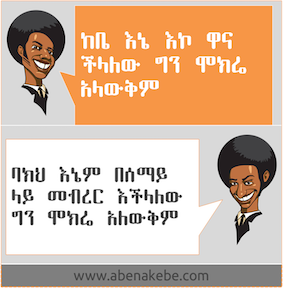 ከቤ እኔ እኮ ዋና
ችላለው ግን ሞክሬ
አላውቅም
ባክህ እኔም በሰማይ
ላይ መብረር እችላለው
ግን ሞክሬ አለውቅም
www.abenakebe.com